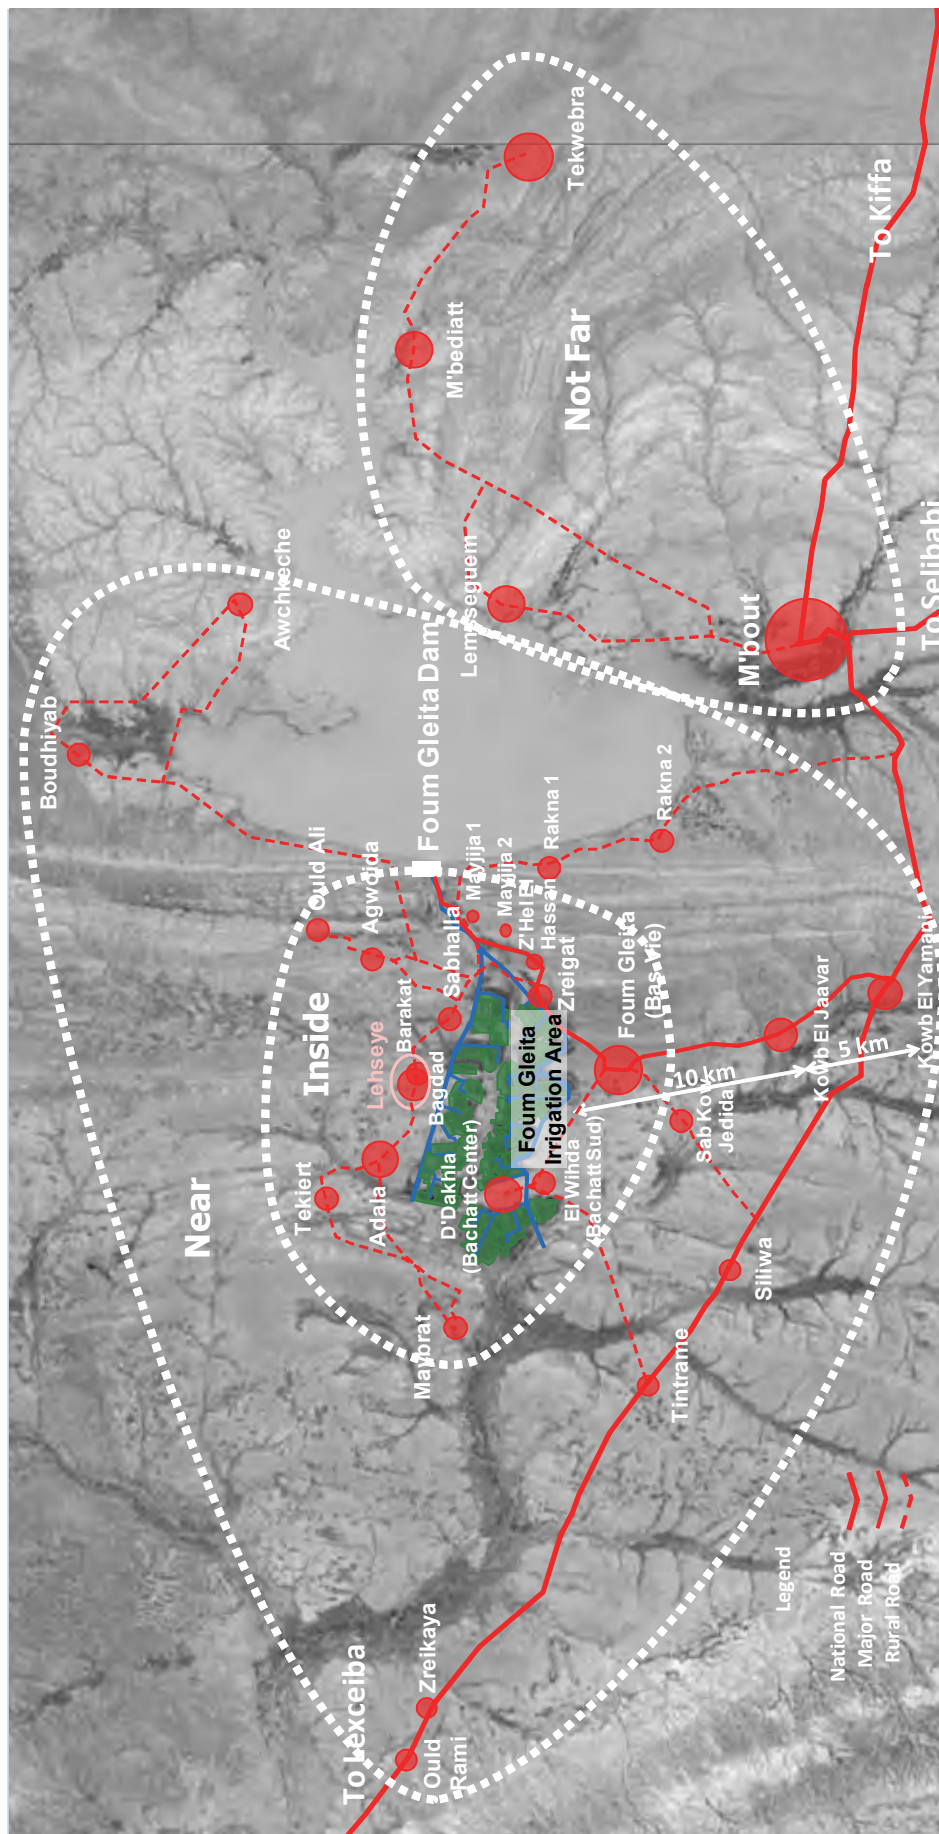 To Lexceiba
Ould
Rami
Zreikaya
Near
Inside
Not Far
Boudhiyab
Awchkeche
Ould Ali
Agwoida
Foum Gleita Dam
Lemsseguem
M'bediatt
Tekwebra
Tekiert
Adala
Lehseye
Barakat
Bagdad
Sabhalla
Mayjija 1
Mayjija 2
Z'Hel El
Hassan
Zreigat
Rakna 1
Rakna 2
D'Dakhla
(Bachatt Center)
El Wihda
(Bachatt Sud)
Foum Gleita
Irrigation Area
Foum Gleita
(Bas Vie)
10 km
5 km
Sab Kow
Jedida
Kowb El Jaavar
Kowb El Yamani
Siliwa
Tintrame
M'bout
To Kiffa
To Selibabi
Legend
National Road
Major Road
Rural Road